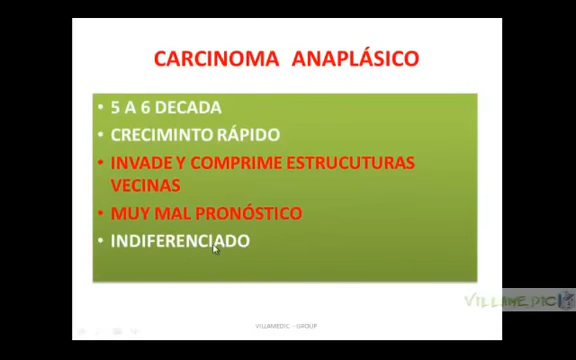 CARCINOMA ANAPLÁSICO
• 5 A 6 DECADA
• CRECIMINTO RÁPIDO
• INVADE Y COMPRIME ESTRUCUTURAS
VECINAS
• MUY MAL PRONÓSTICO
• INDIFERENCIADO
VILLAMEDIC
VILLAMEDIC - GROUP